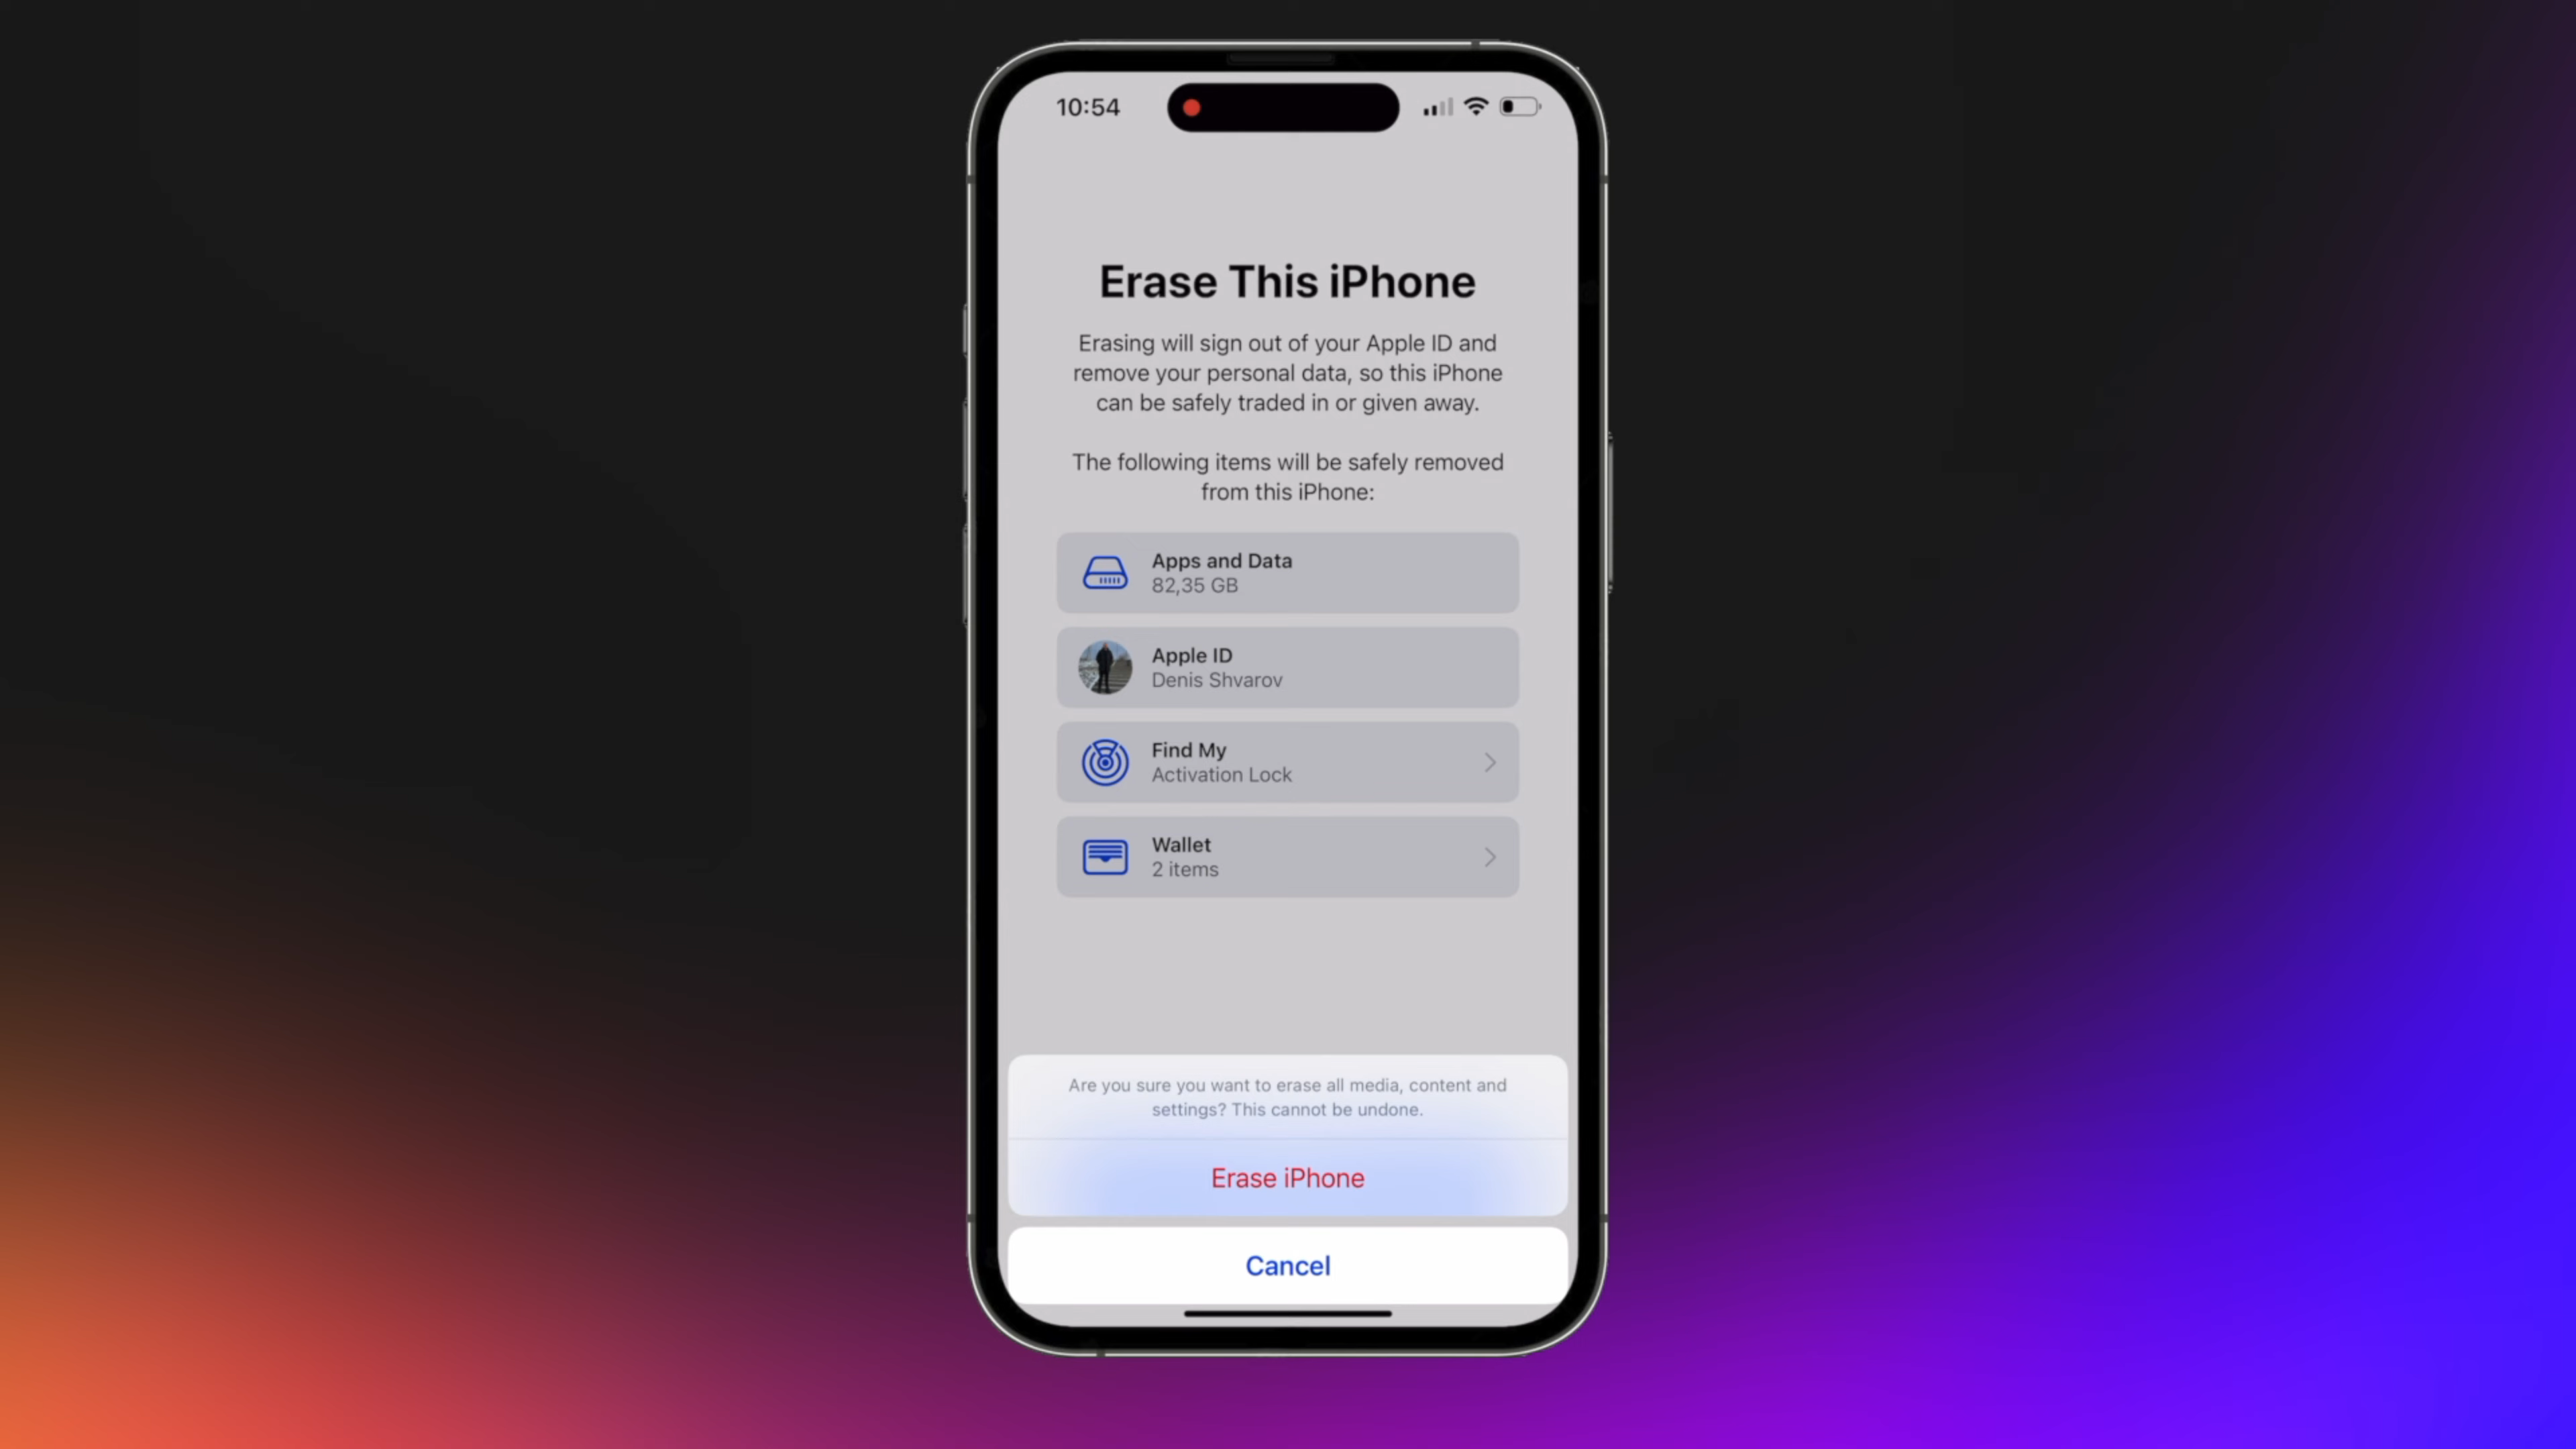 10:54
Erase This iPhone
Erasing will sign out of your Apple ID and
remove your personal data, so this iPhone
can be safely traded in or given away.
The following items will be safely removed
from this iPhone:
Apps and Data
82,35 GB
Apple ID
Denis Shvarov
Find My
Activation Lock
Wallet
2 items
Are you sure you want to erase all media, content and
settings? This cannot be undone.
Erase iPhone
Cancel